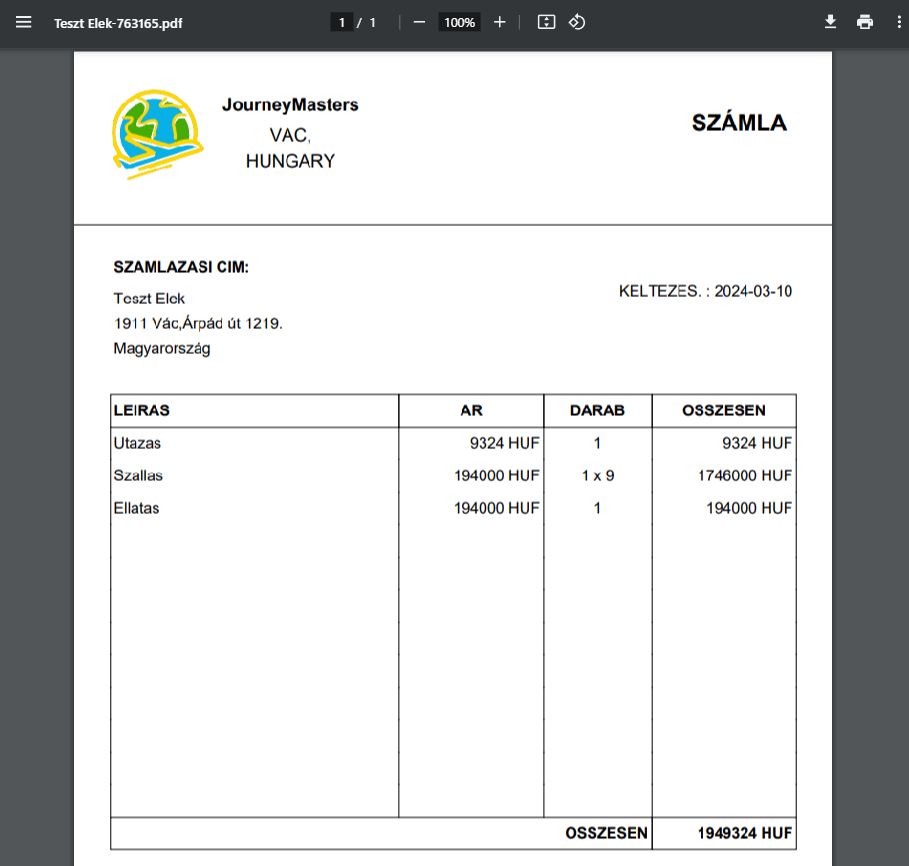 Teszt Elek-763165.pdf
1 / 1
100%
JourneyMasters
VAC,
HUNGARY
SZÁMLA
SZAMLAZASI CIM:
Teszt Elek
1911 Vác,Árpád út 1219.
Magyarország
KELTEZES. : 2024-03-10
LEIRAS AR DARAB OSSZESEN
Utazas 9324 HUF 1 9324 HUF
Szallas 194000 HUF 1 x 9 1746000 HUF
Ellatas 194000 HUF 1 194000 HUF
OSSZESEN 1949324 HUF